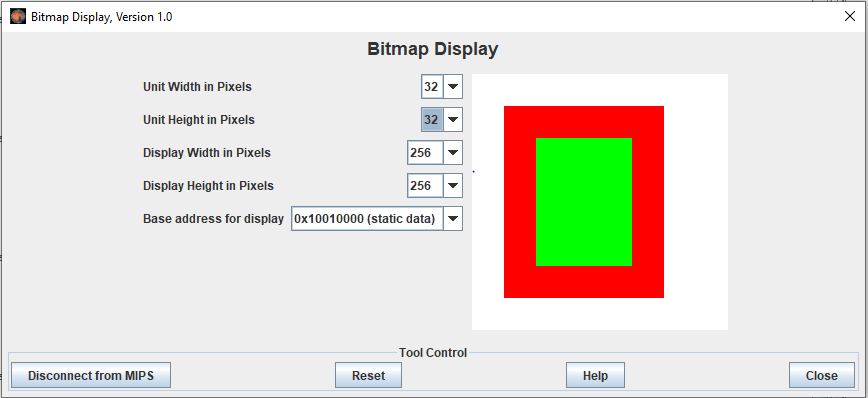 Bitmap Display, Version 1.0
Bitmap Display
Unit Width in Pixels 32
Unit Height in Pixels 32
Display Width in Pixels 256
Display Height in Pixels 256
Base address for display 0x10010000 (static data)
Tool Control
Disconnect from MIPS Reset Help Close